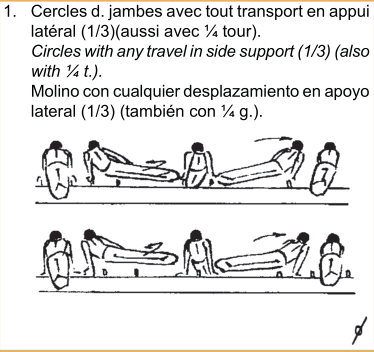 1. Cercles d. jambes avec tout transport en appui
latéral (1/3)(aussi avec ¼ tour).
Circles with any travel in side support (1/3) (also
with ¼ t.).
Molino con cualquier desplazamiento en apoyo
lateral (1/3) (también con ¼ g.).